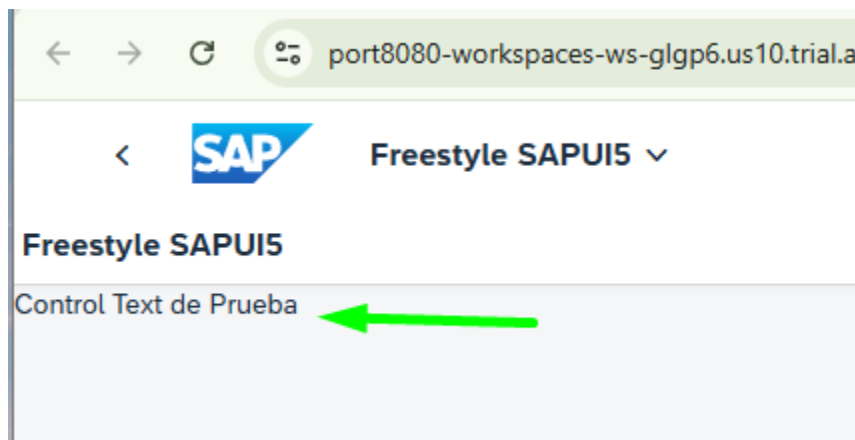 port8080-workspaces-ws-glgp6.us10.trial.a
SAP Freestyle SAPUI5
Freestyle SAPUI5
Control Text de Prueba